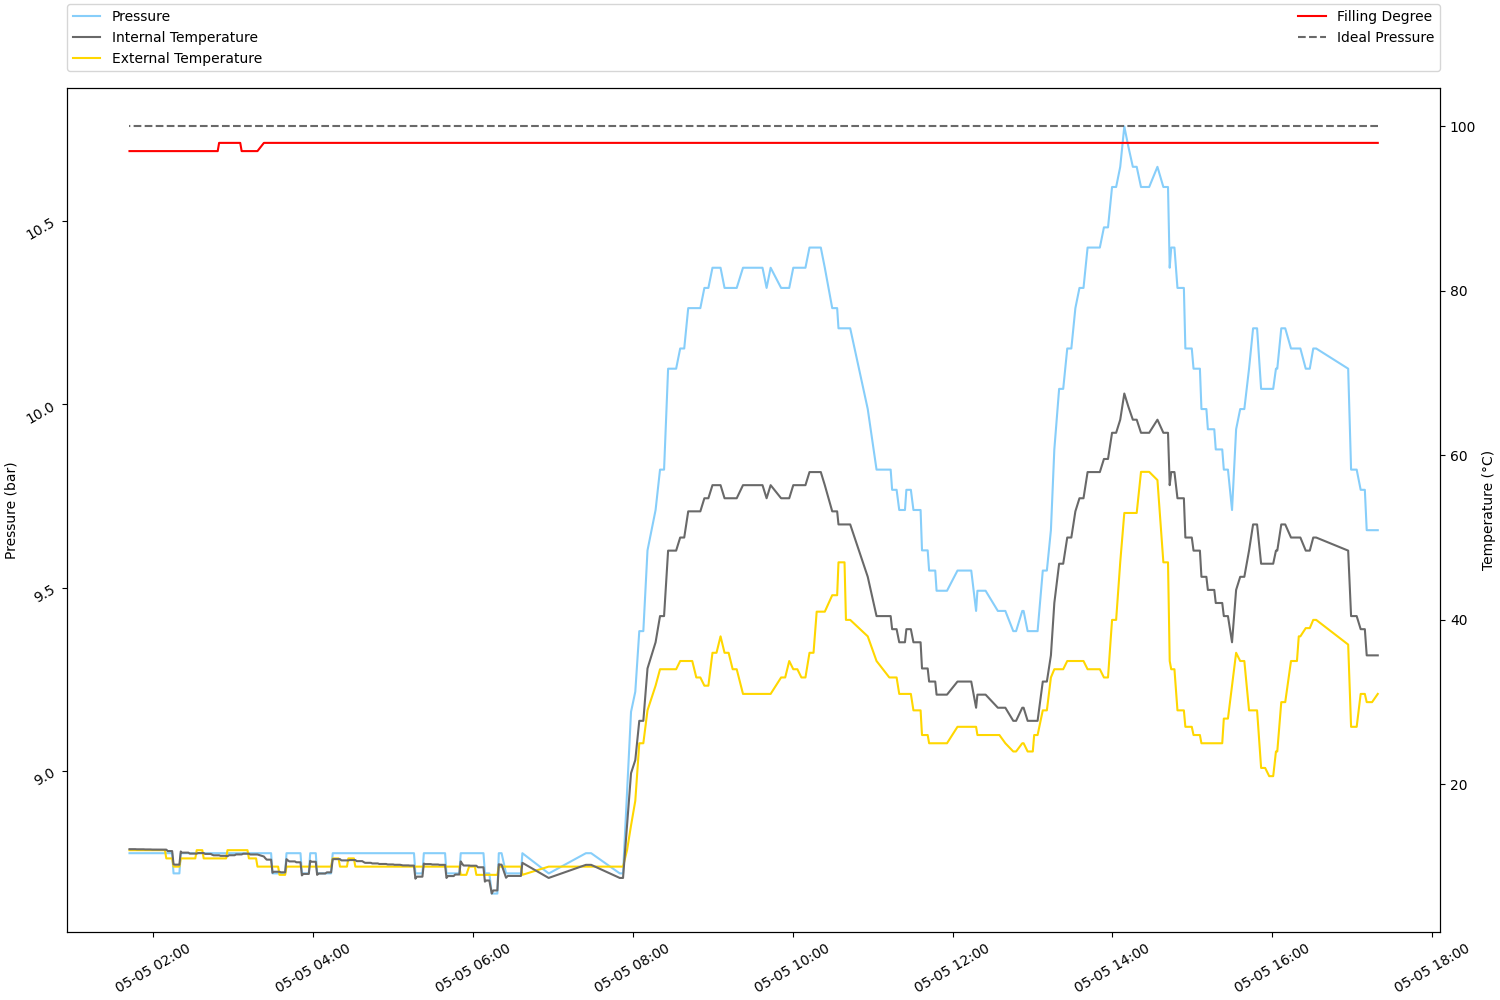 Pressure
Internal Temperature
External Temperature
Filling Degree
Ideal Pressure
Pressure (bar)
10.5
10.0
9.5
9.0
100
80
60
40
20
Temperature (°C)
05-05 02:00
05-05 04:00
05-05 06:00
05-05 08:00
05-05 10:00
05-05 12:00
05-05 14:00
05-05 16:00
05-05 18:00